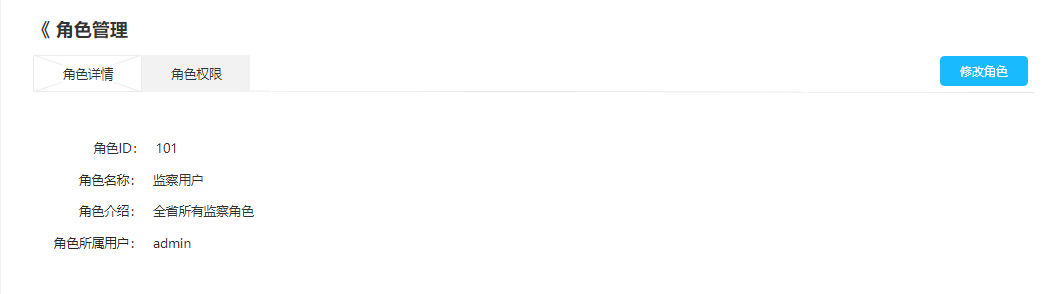 《 角色管理
角色详情 角色权限 修改角色
角色ID： 101
角色名称： 监察用户
角色介绍： 全省所有监察角色
角色所属用户： admin